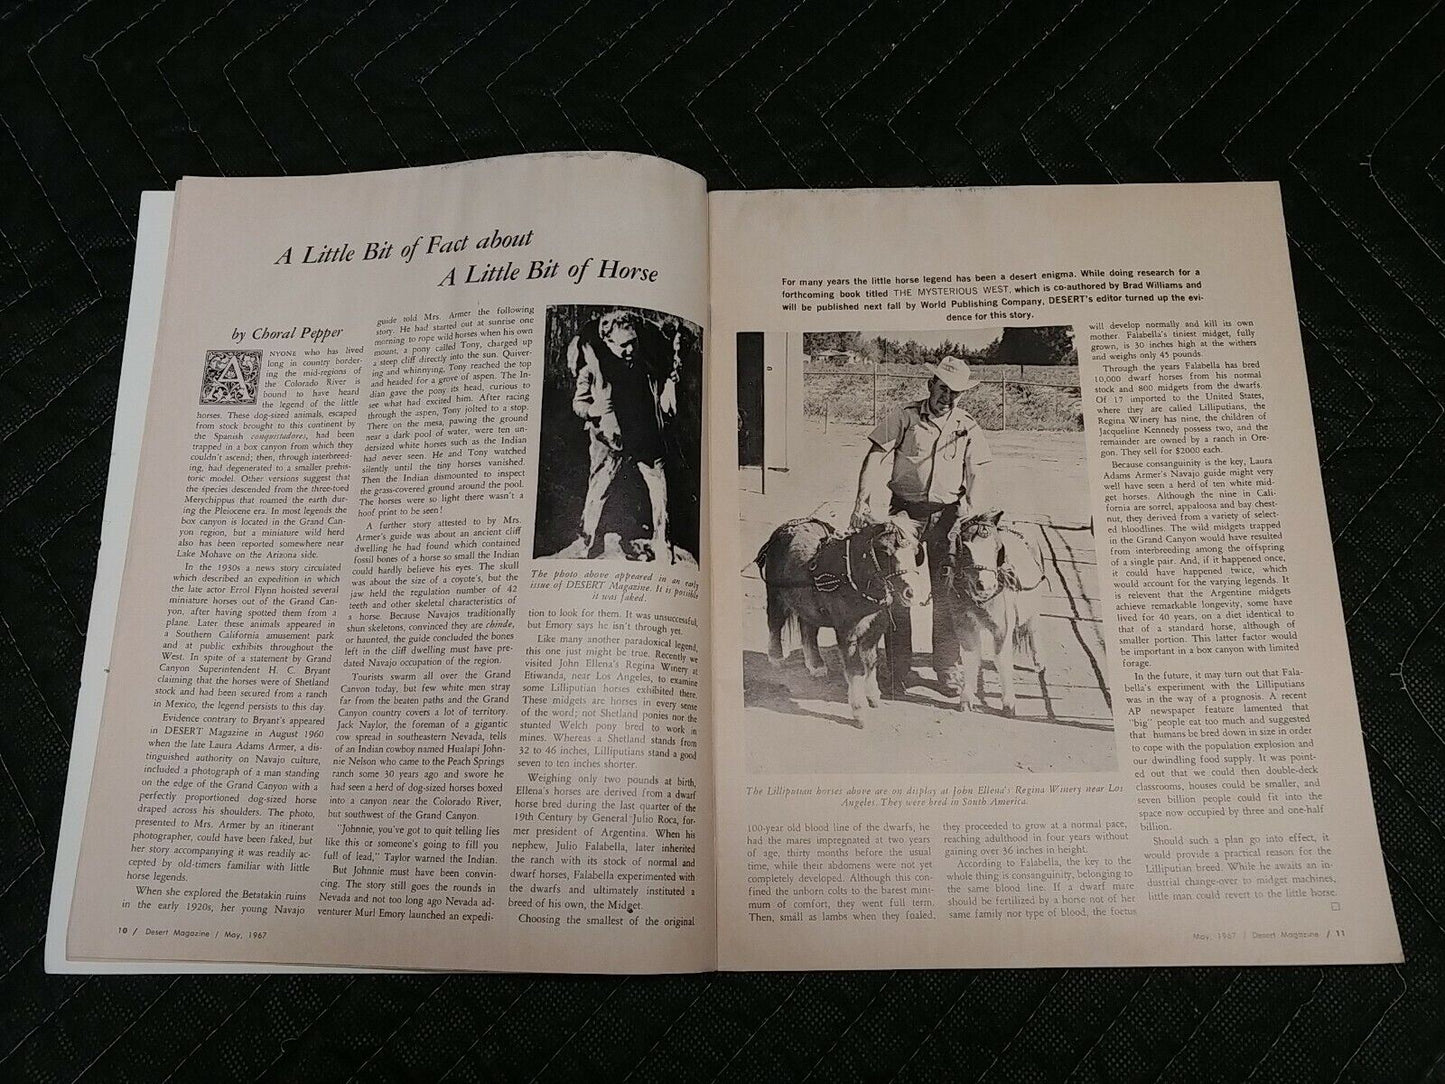 A Little Bit of Fact about
A Little Bit of Horse
by Choral Pepper
ANYONE who has lived
long in country border-
ing the mid-regions of
the Colorado River is
bound to have heard
the legend of the little
horses. These dog-sized animals, escaped
from stock brought to this continent by
the Spanish conquistadores, had been
trapped in a box canyon from which they
couldn't ascend; then, through interbreed-
ing, had degenerated to a smaller prehis-
toric model. Other versions suggest that
the species descended from the three-toed
Merychippus that roamed the earth dur-
ing the Pleiocene era. In most legends the
box canyon is located in the Grand Can-
yon region, but a miniature wild herd
also has been reported somewhere near
Lake Mohave on the Arizona side.
In the 1930s a news story circulated
which described an expedition in which
the late actor Errol Flynn hoisted several
miniature horses out of the Grand Can-
yon, after having spotted them from a
plane. Later these animals appeared in
a Southern California amusement park
and at public exhibits throughout the
West. In spite of a statement by Grand
Canyon Superintendent H. C. Bryant
claiming that the horses were of Shetland
stock and had been secured from a ranch
in Mexico, the legend persists to this day.
Evidence contrary to Bryant's appeared
in DESERT Magazine in August 1960
when the late Laura Adams Armer, a dis-
tinguished authority on Navajo culture,
included a photograph of a man standing
on the edge of the Grand Canyon with a
perfectly proportioned dog-sized horse
draped across his shoulders. The photo,
presented to Mrs. Armer by an itinerant
photographer, could have been faked, but
her story accompanying it was readily ac-
cepted by old-timers familiar with little
horse legends.
When she explored the Betatakin ruins
in the early 1920s, her young Navajo
guide told Mrs. Armer the following
story. He had started out at sunrise one
morning to rope wild horses when his own
mount, a pony called Tony, charged up
a steep cliff directly into the sun. Quiver-
ing and whinnying, Tony reached the top
and headed for a grove of aspen. The In-
dian gave the pony its head, curious to
see what had excited him. After racing
through the aspen, Tony jolted to a stop.
There on the mesa, pawing the ground
near a dark pool of water, were ten un-
dersized white horses such as the Indian
had never seen. He and Tony watched
silently until the tiny horses vanished.
Then the Indian dismounted to inspect
the grass-covered ground around the pool.
The horses were so light there wasn't a
hoof print to be seen!
A further story attested to by Mrs.
Armer's guide was about an ancient cliff
dwelling he had found which contained
fossil bones of a horse so small the Indian
could hardly believe his eyes. The skull
was about the size of a coyote's, but the
jaw held the regulation number of 42
teeth and other skeletal characteristics of
a horse. Because Navajos traditionally
shun skeletons, convinced they are chinde,
or haunted, the guide concluded the bones
left in the cliff dwelling must have pre-
dated Navajo occupation of the region.
Tourists swarm all over the Grand
Canyon today, but few white men stray
far from the beaten paths and the Grand
Canyon country covers a lot of territory.
Jack Naylor, the foreman of a gigantic
cow spread in southeastern Nevada, tells
of an Indian cowboy named Hualapi John-
nie Nelson who came to the Peach Springs
ranch some 30 years ago and swore he
had seen a herd of dog-sized horses boxed
into a canyon near the Colorado River,
but southwest of the Grand Canyon.
"Johnnie, you've got to quit telling lies
like this or someone's going to fill you
full of lead," Taylor warned the Indian.
But Johnnie must have been convin-
cing. The story still goes the rounds in
Nevada and not too long ago Nevada ad-
venturer Murl Emory launched an expedi-
The photo above appeared in an early
issue of DESERT Magazine. It is possible
it was faked.
tion to look for them. It was unsuccessful,
but Emory says he isn't through yet.
Like many another paradoxical legend,
this one just might be true. Recently we
visited John Ellena's Regina Winery at
Etiwanda, near Los Angeles, to examine
some Lilliputian horses exhibited there.
These midgets are horses in every sense
of the word; not Shetland ponies nor the
stunted Welch pony bred to work in
mines. Whereas a Shetland stands from
32 to 46 inches, Lilliputians stand a good
seven to ten inches shorter.
Weighing only two pounds at birth,
Ellena's horses are derived from a dwarf
horse bred during the last quarter of the
19th Century by General Julio Roca, for-
mer president of Argentina. When his
nephew, Julio Falabella, later inherited
the ranch with its stock of normal and
dwarf horses, Falabella experimented with
the dwarfs and ultimately instituted a
breed of his own, the Midget.
Choosing the smallest of the original
10 / Desert Magazine / May, 1967
For many years the little horse legend has been a desert enigma. While doing research for a
forthcoming book titled THE MYSTERIOUS WEST, which is co-authored by Brad Williams and
will be published next fall by World Publishing Company, DESERT's editor turned up the evi-
dence for this story.
The Lilliputian horses above are on display at John Ellena's Regina Winery near Los
Angeles. They were bred in South America.
100-year old blood line of the dwarfs, he
had the mares impregnated at two years
of age, thirty months before the usual
time, while their abdomens were not yet
completely developed. Although this con-
fined the unborn colts to the barest mini-
mum of comfort, they went full term.
Then, small as lambs when they foaled,
they proceeded to grow at a normal pace,
reaching adulthood in four years without
gaining over 36 inches in height.
According to Falabella, the key to the
whole thing is consanguinity, belonging to
the same blood line. If a dwarf mare
should be fertilized by a horse not of her
same family nor type of blood, the foetus
will develop normally and kill its own
mother. Falabella's tiniest midget, fully
grown, is 30 inches high at the withers
and weighs only 45 pounds.
Through the years Falabella has bred
10,000 dwarf horses from his normal
stock and 800 midgets from the dwarfs.
Of 17 imported to the United States,
where they are called Lilliputians, the
Regina Winery has nine, the children of
Jacqueline Kennedy possess two, and the
remainder are owned by a ranch in Ore-
gon. They sell for $2000 each.
Because consanguinity is the key, Laura
Adams Armer's Navajo guide might very
well have seen a herd of ten white mid-
get horses. Although the nine in Cali-
fornia are sorrel, appaloosa and bay chest-
nut, they derived from a variety of select-
ed bloodlines. The wild midgets trapped
in the Grand Canyon would have resulted
from interbreeding among the offspring
of a single pair. And, if it happened once,
it could have happened twice, which
would account for the varying legends. It
is relevent that the Argentine midgets
achieve remarkable longevity, some have
lived for 40 years, on a diet identical to
that of a standard horse, although of
smaller portion. This latter factor would
be important in a box canyon with limited
forage.
In the future, it may turn out that Fala-
bella's experiment with the Lilliputians
was in the way of a prognosis. A recent
AP newspaper feature lamented that
"big" people eat too much and suggested
that humans be bred down in size in order
to cope with the population explosion and
our dwindling food supply. It was point-
ed out that we could then double-deck
classrooms, houses could be smaller, and
seven billion people could fit into the
space now occupied by three and one-half
billion.
Should such a plan go into effect, it
would provide a practical reason for the
Lilliputian breed. While he awaits an in-
dustrial change-over to midget machines,
little man could revert to the little horse.
May, 1967 / Desert Magazine / 11